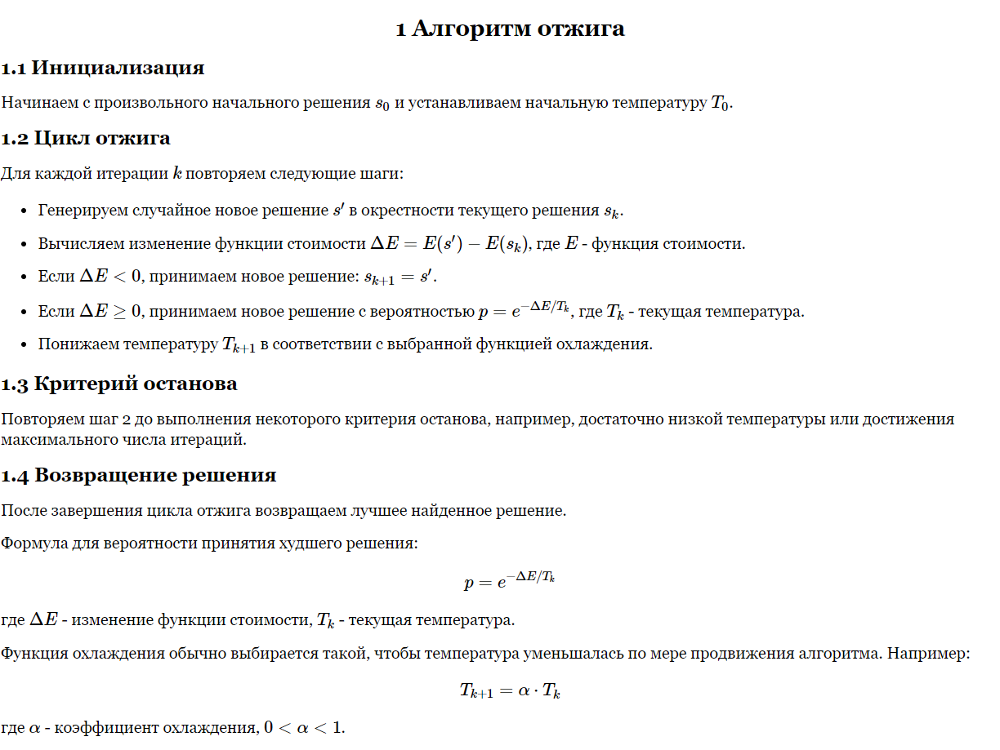 1 Алгоритм отжига
1.1 Инициализация
Начинаем с произвольного начального решения $s_0$ и устанавливаем начальную температуру $T_0$.
1.2 Цикл отжига
Для каждой итерации $k$ повторяем следующие шаги:
• Генерируем случайное новое решение $s'$ в окрестности текущего решения $s_k$.
• Вычисляем изменение функции стоимости $\Delta E = E(s') - E(s_k)$, где $E$ - функция стоимости.
• Если $\Delta E < 0$, принимаем новое решение: $s_{k+1} = s'$.
• Если $\Delta E \geq 0$, принимаем новое решение с вероятностью $p = e^{-\Delta E/T_k}$, где $T_k$ - текущая температура.
• Понижаем температуру $T_{k+1}$ в соответствии с выбранной функцией охлаждения.
1.3 Критерий останова
Повторяем шаг 2 до выполнения некоторого критерия останова, например, достаточно низкой температуры или достижения
максимального числа итераций.
1.4 Возвращение решения
После завершения цикла отжига возвращаем лучшее найденное решение.
Формула для вероятности принятия худшего решения:
$p = e^{-\Delta E/T_k}$
где $\Delta E$ - изменение функции стоимости, $T_k$ - текущая температура.
Функция охлаждения обычно выбирается такой, чтобы температура уменьшалась по мере продвижения алгоритма. Например:
$T_{k+1} = \alpha \cdot T_k$
где $\alpha$ - коэффициент охлаждения, $0 < \alpha < 1$.